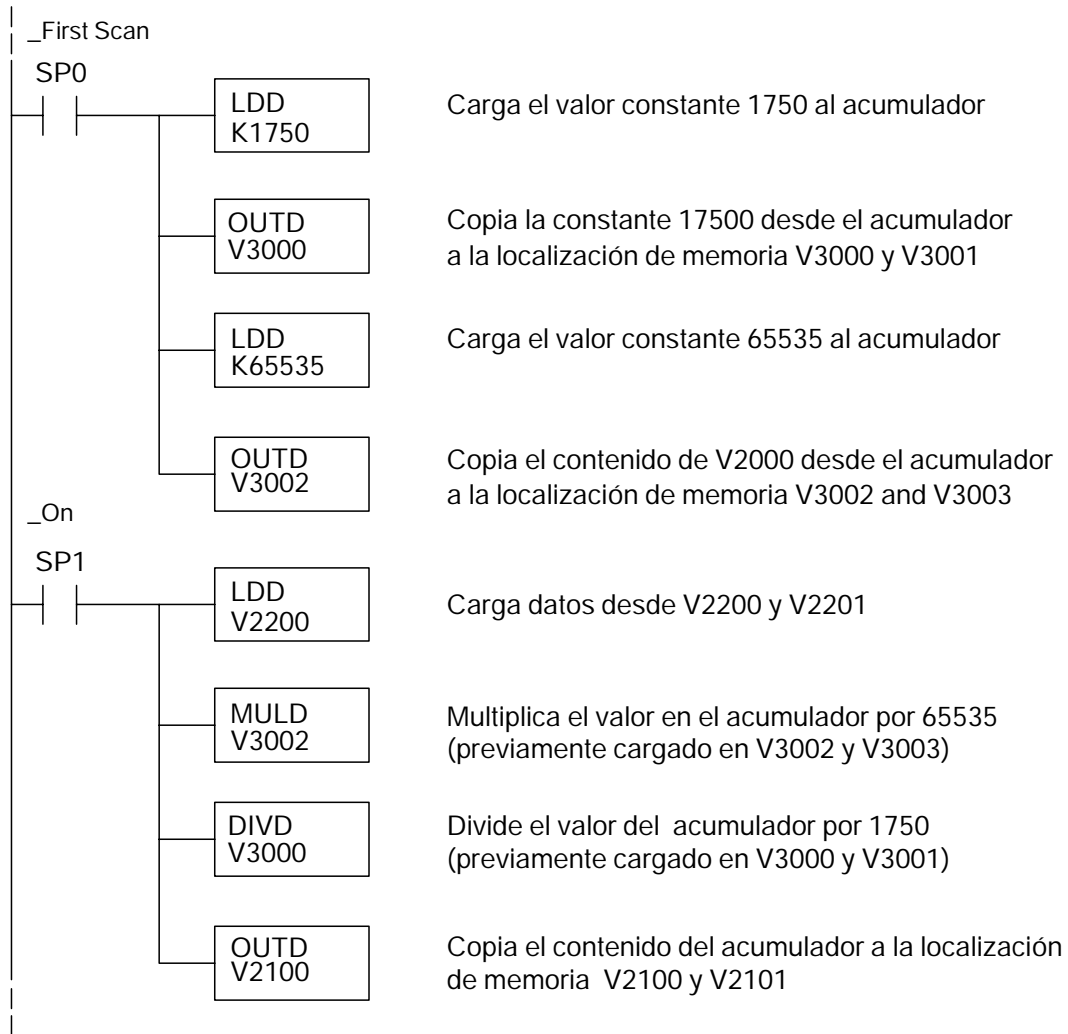 _First Scan
SP0
LDD
K1750
Carga el valor constante 1750 al acumulador
OUTD
V3000
Copia la constante 17500 desde el acumulador
a la localización de memoria V3000 y V3001
LDD
K65535
Carga el valor constante 65535 al acumulador
OUTD
V3002
Copia el contenido de V2000 desde el acumulador
a la localización de memoria V3002 and V3003
_On
SP1
LDD
V2200
Carga datos desde V2200 y V2201
MULD
V3002
Multiplica el valor en el acumulador por 65535
(previamente cargado en V3002 y V3003)
DIVD
V3000
Divide el valor del acumulador por 1750
(previamente cargado en V3000 y V3001)
OUTD
V2100
Copia el contenido del acumulador a la localización
de memoria V2100 y V2101